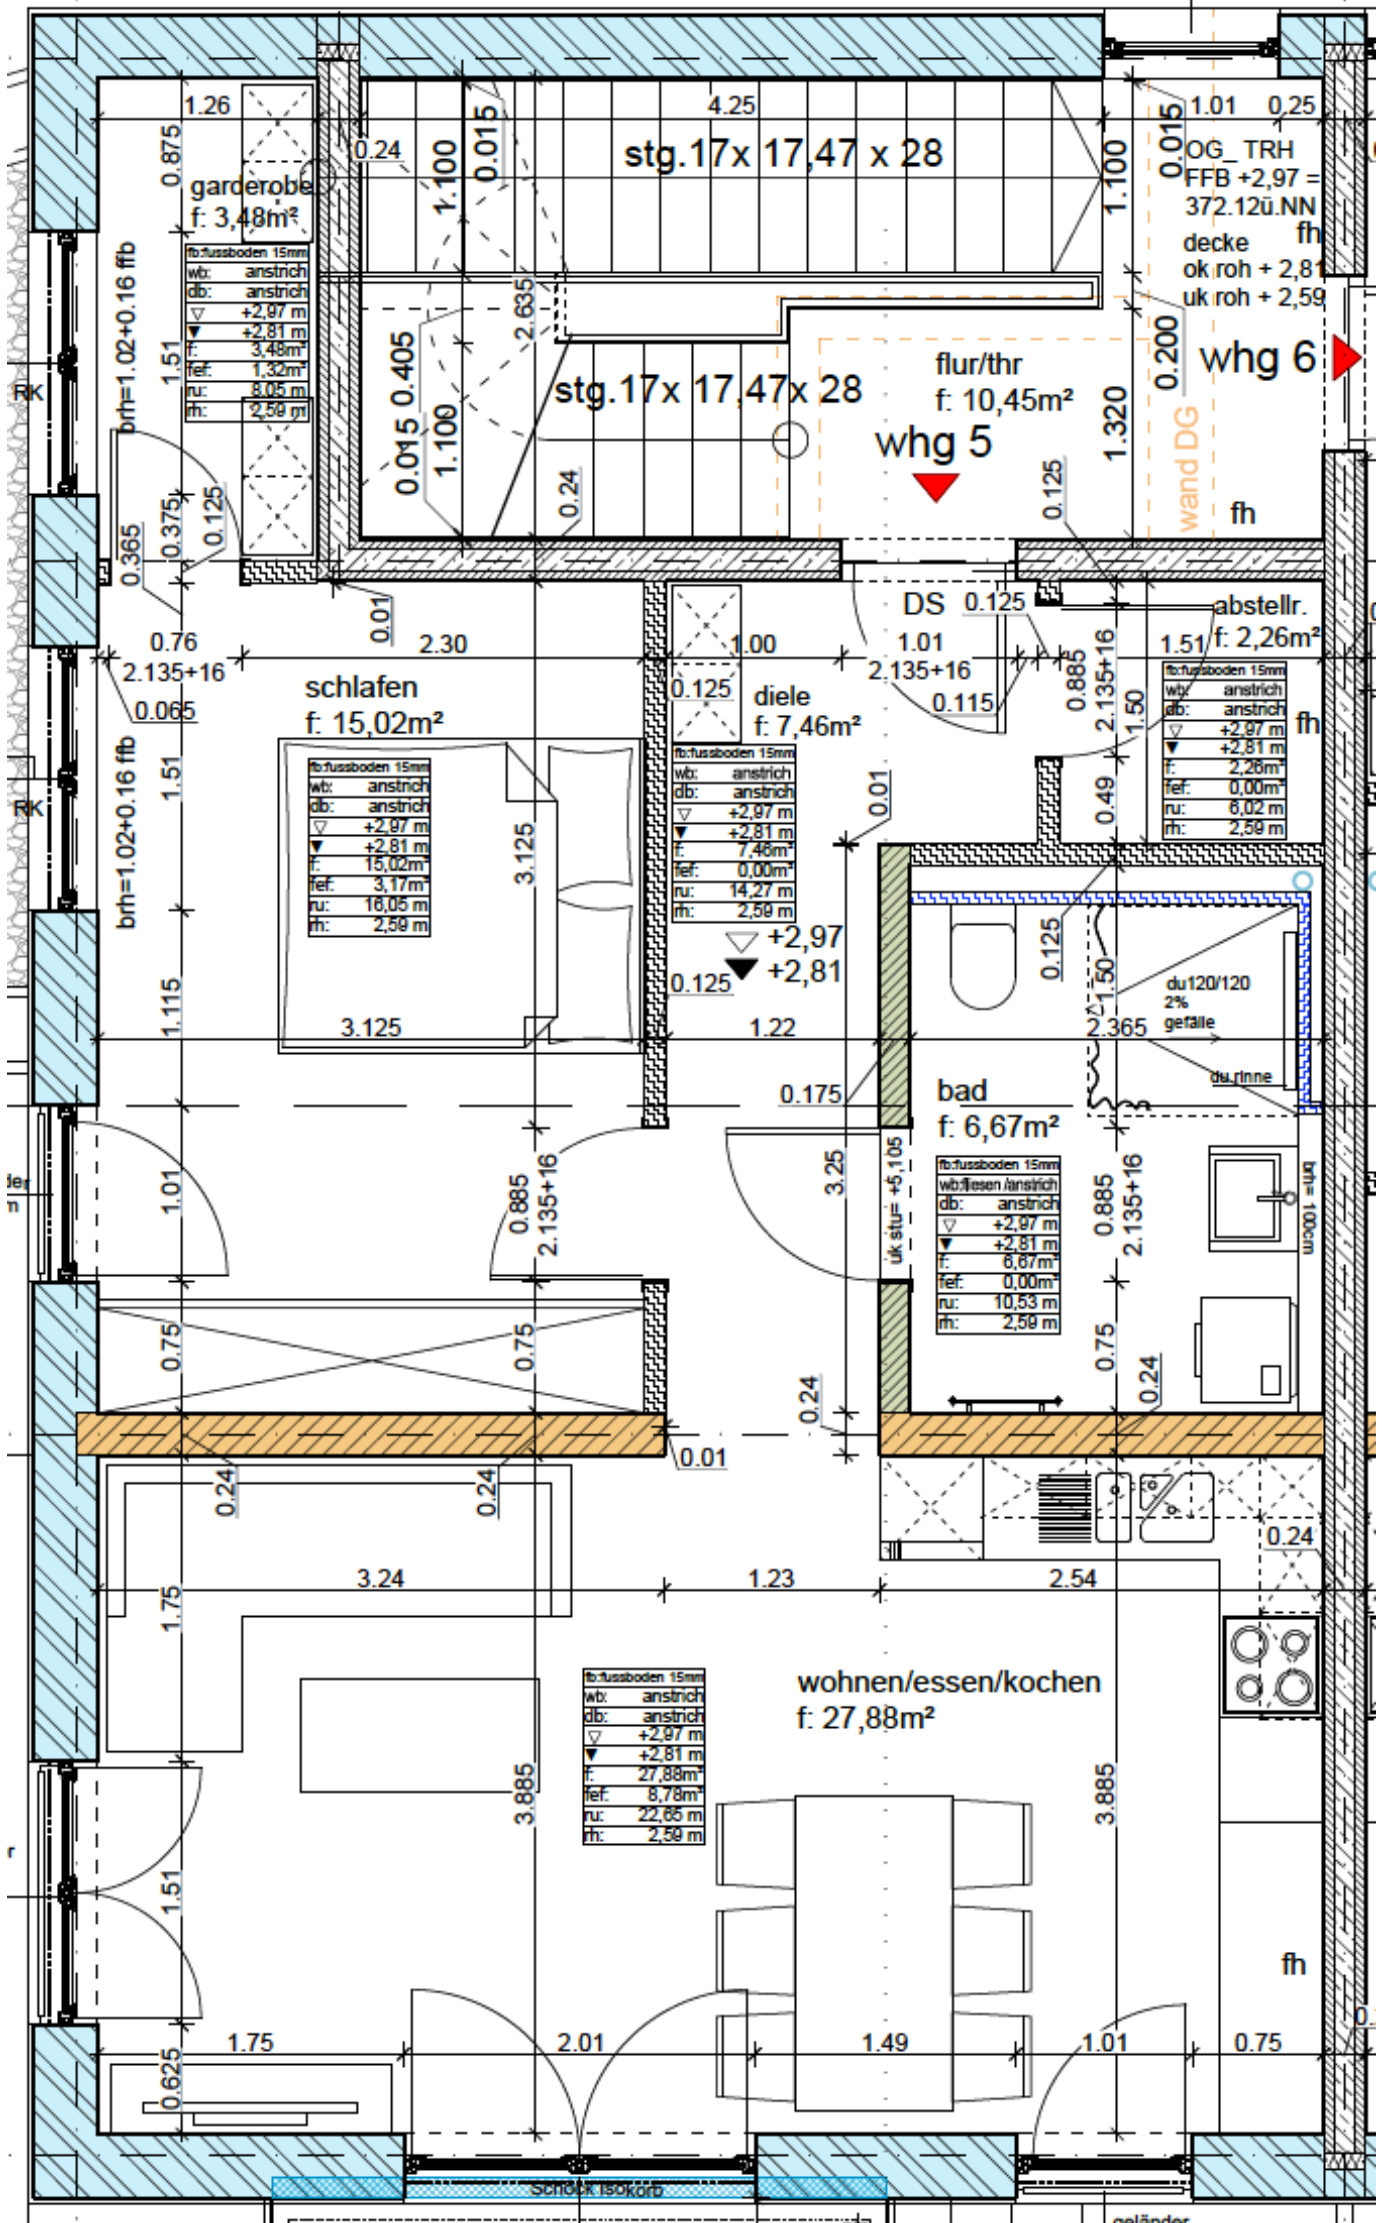 1.26
4.25
1.01
0.25
0.24
0.875
0.015
1.100
stg.17x 17,47 x 28
0.015
1.100
OG_ TRH
FFB +2,97 =
372.12ü.NN
fh
decke
ok roh + 2,81
uk roh + 2,59
garderobe
f: 3,48m²
fb:fussboden 15mm
wb: anstrich
db: anstrich
▽ +2,97 m
▼ +2,81 m
f: 3,48m²
fef: 1,32m²
ru: 8,05 m
rh: 2,59 m
brh=1.02+0.16 ffb
1.51
RK
2.635
0.405
0.015
1.100
stg.17x 17,47x 28
flur/thr
f: 10,45m²
whg 5
0.200
whg 6
1.320
wand DG
fh
0.24
0.125
0.375
0.125
0.365
0.01
0.76
2.135+16
0.065
2.30
1.00
DS
0.125
1.01
2.135+16
0.115
0.885
2.135+16
1.50
1.51
abstellr.
f: 2,26m²
fb:fussboden 15mm
wb: anstrich
db: anstrich
▽ +2,97 m
▼ +2,81 m
f: 2,26m²
fef: 0,00m²
ru: 6,02 m
rh: 2,59 m
fh
schlafen
f: 15,02m²
fb:fussboden 15mm
wb: anstrich
db: anstrich
▽ +2,97 m
▼ +2,81 m
f: 15,02m²
fef: 3,17m²
ru: 16,05 m
rh: 2,59 m
brh=1.02+0.16 ffb
1.51
RK
3.125
0.125
diele
f: 7,46m²
fb:fussboden 15mm
wb: anstrich
db: anstrich
▽ +2,97 m
▼ +2,81 m
f: 7,46m²
fef: 0,00m²
ru: 14,27 m
rh: 2,59 m
+2,97
+2,81
0.01
0.49
0.125
0.125
1.50
du120/120
2%
gefälle
du.rinne
1.115
3.125
1.22
2.365
0.175
bad
f: 6,67m²
fb:fussboden 15mm
wb:fliesen /anstrich
db: anstrich
▽ +2,97 m
▼ +2,81 m
f: 6,67m²
fef: 0,00m²
ru: 10,53 m
rh: 2,59 m
1.01
0.885
2.135+16
3.25
uk stu= +5,105
0.885
2.135+16
brh= 100cm
0.75
0.75
0.75
0.24
0.24
0.01
0.24
0.24
0.24
3.24
1.23
2.54
1.75
wohnen/essen/kochen
f: 27,88m²
fb:fussboden 15mm
wb: anstrich
db: anstrich
▽ +2,97 m
▼ +2,81 m
f: 27,88m²
fef: 8,78m²
ru: 22,65 m
rh: 2,59 m
3.885
3.885
1.51
fh
1.75
2.01
1.49
1.01
0.75
0.625
Schöck Isokorb
geländer